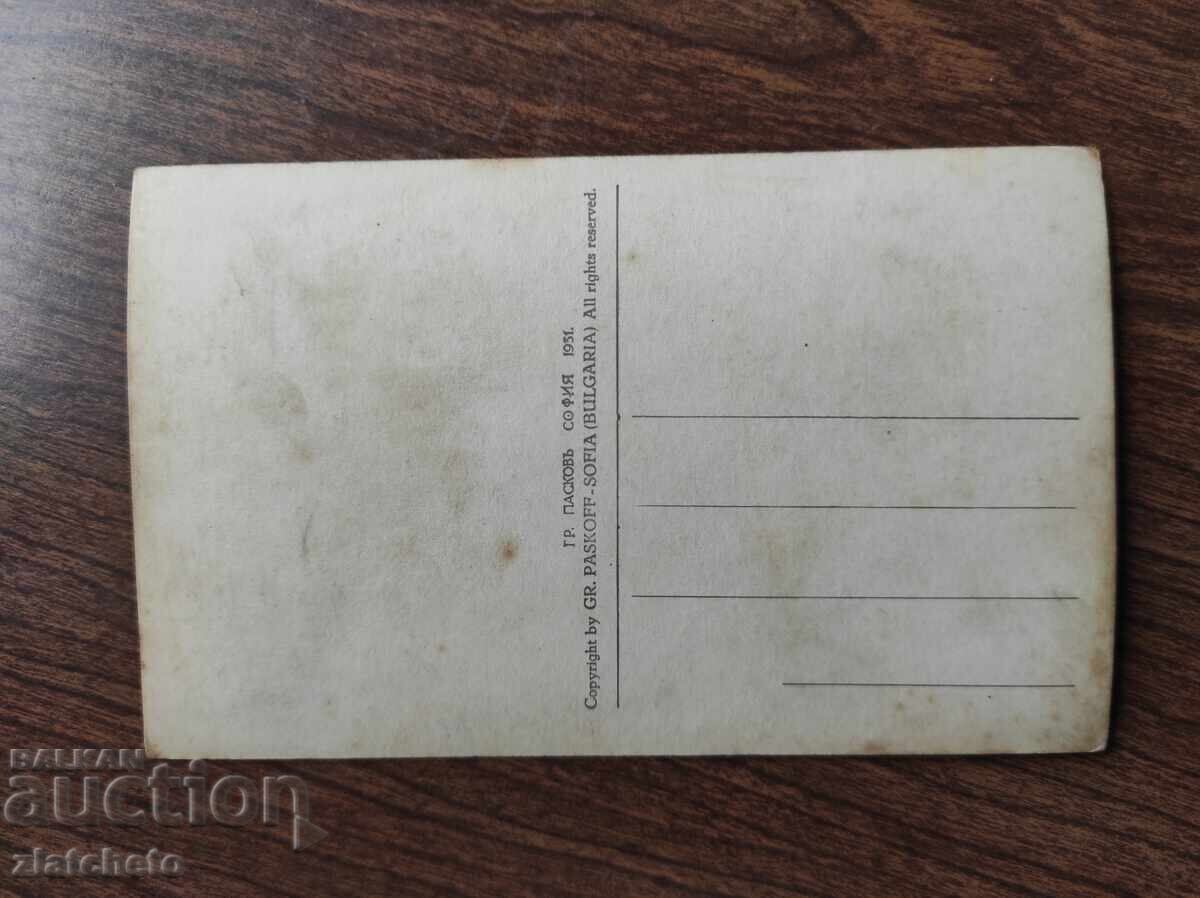 ГР. ПАСКОВЪ СОФИЯ 1931.
Copyright by GR. PASKOFF-SOFIA (BULGARIA) All rights reserved.
BALKAN
auction
zlatcheto